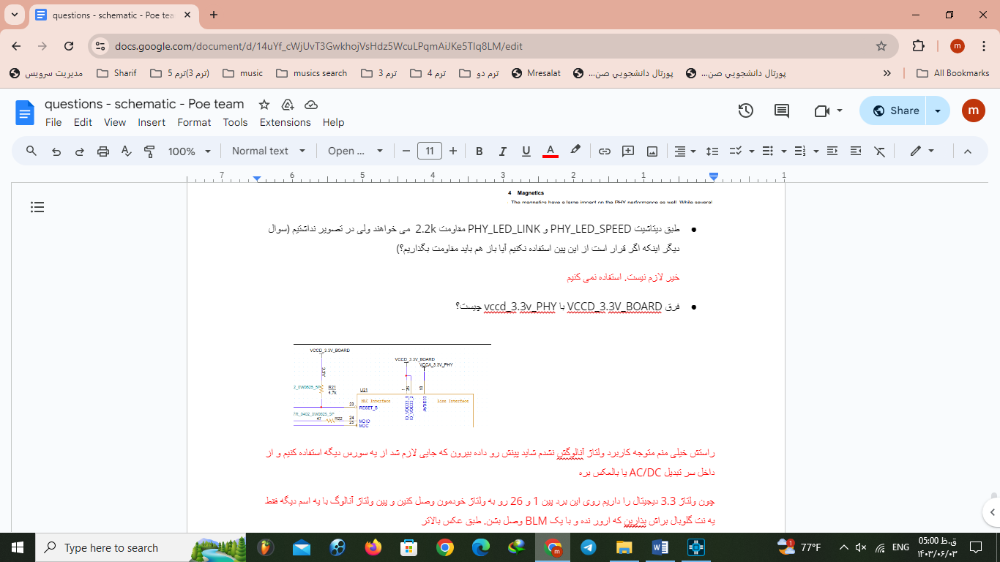 questions - schematic - Poe tea
docs.google.com/document/d/14uYf_cWjUvT3GwkhojVsHdz5WcuLPqmAiJKe5TIq8LM/edit
m
مدیریت سرویس
Sharif
ترم 5(ترم 3)
music
musics search
ترم 3
ترم 4
ترم دو
Mresalat
پورتال دانشجويي صن...
پورتال دانشجويي صن...
All Bookmarks
questions - schematic - Poe team
Share
m
File Edit View Insert Format Tools Extensions Help
100% Normal text Open ... 11 B I U A
7 6 5 4 3 2 1 1
4 Magnetics
The magnetics have a large impact on the PHY performance as well. While several
طبق دیتاشیت PHY_LED_SPEED و PHY_LED_LINK مقاومت 2.2k می خواهند ولی در تصویر نداشتیم (سوال
دیگر اینکه اگر قرار است از این پین استفاده نکنیم آیا باز هم باید مقاومت بگذاریم؟)
خیر لازم نیست. استفاده نمی کنیم
فرق VCCD_3.3V_BOARD با vccd_3.3v_PHY چیست؟
VCCD_3.3V_BOARD
VCCD_3.3V_BOARD
VCCA_3.3V_PHY
R21
4.7k
U21
1
26
18
MAC Interface
Line Interface
IO_VDD33_1
IO_VDD33_2
AVDD33
23
RESET_B
47
R22
24
MDIO
25
MDC
راستش خیلی منم متوجه کاربرد ولتاژ آنالوگش نشدم شاید پینش رو داده بیرون که جایی لازم شد از یه سورس دیگه استفاده کنیم و از
داخل سر تبدیل AC/DC یا بالعکس بره
چون ولتاژ 3.3 دیجیتال را داریم روی این برد پین 1 و 26 رو به ولتاژ خودمون وصل کنین و پین ولتاژ آنالوگ با یه اسم دیگه فقط
یه نت گلوبال براش بذارین که ارور نده و با یک BLM وصل بشن. طبق عکس بالاتر
Type here to search
1
77°F
ENG
05:00 ق.ظ
۱۴۰۳/۰۶/۰۳